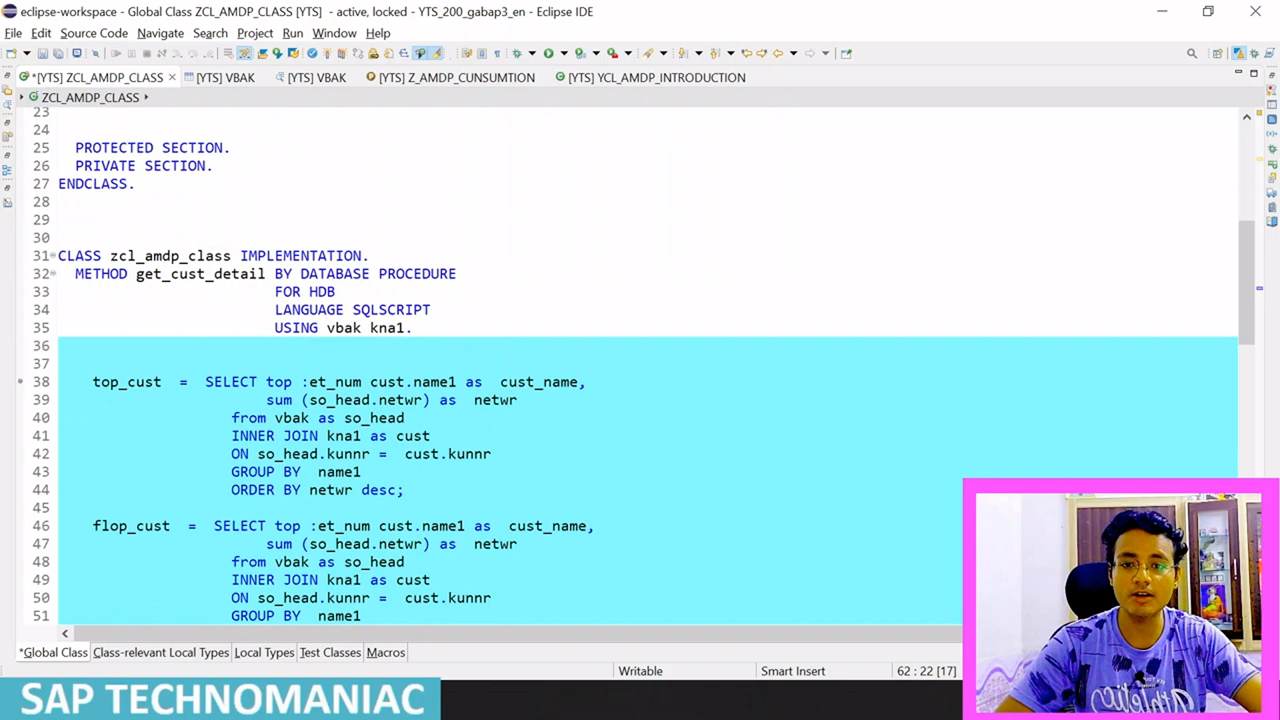 eclipse-workspace - Global Class ZCL_AMDP_CLASS [YTS]  - active, locked - YTS_200_gabap3_en - Eclipse IDE
File Edit Source Code Navigate Search Project Run Window Help
*[YTS] ZCL_AMDP_CLASS [YTS] VBAK [YTS] VBAK [YTS] Z_AMDP_CUNSUMTION [YTS] YCL_AMDP_INTRODUCTION
ZCL_AMDP_CLASS
23
24
25 PROTECTED SECTION.
26 PRIVATE SECTION.
27 ENDCLASS.
28
29
30
31 CLASS zcl_amdp_class IMPLEMENTATION.
32 METHOD get_cust_detail BY DATABASE PROCEDURE
33 FOR HDB
34 LANGUAGE SQLSCRIPT
35 USING vbak kna1.
36
37
38 top_cust = SELECT top :et_num cust.name1 as cust_name,
39 sum (so_head.netwr) as netwr
40 from vbak as so_head
41 INNER JOIN kna1 as cust
42 ON so_head.kunnr = cust.kunnr
43 GROUP BY name1
44 ORDER BY netwr desc;
45
46 flop_cust = SELECT top :et_num cust.name1 as cust_name,
47 sum (so_head.netwr) as netwr
48 from vbak as so_head
49 INNER JOIN kna1 as cust
50 ON so_head.kunnr = cust.kunnr
51 GROUP BY name1
*Global Class Class-relevant Local Types Local Types Test Classes Macros
Writable Smart Insert 62 : 22 [17]
SAP TECHNOMANIAC